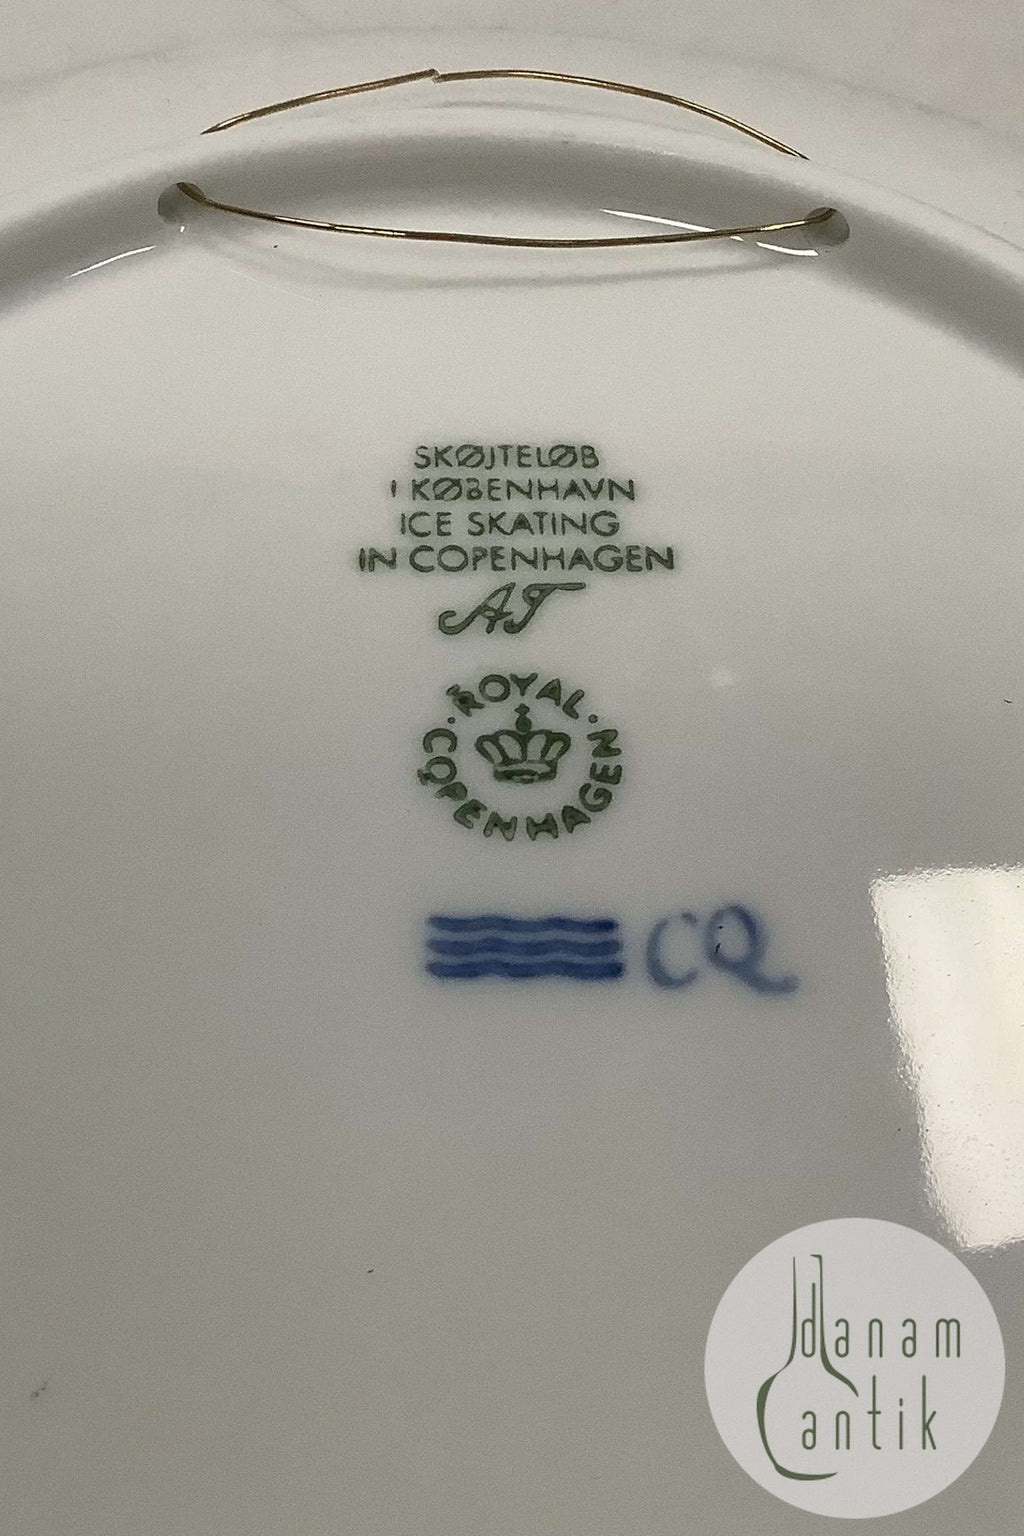 SKØJTELØB
I KØBENHAVN
ICE SKATING
IN COPENHAGEN
AT
ROYAL
COPENHAGEN
CQ
danam
antik